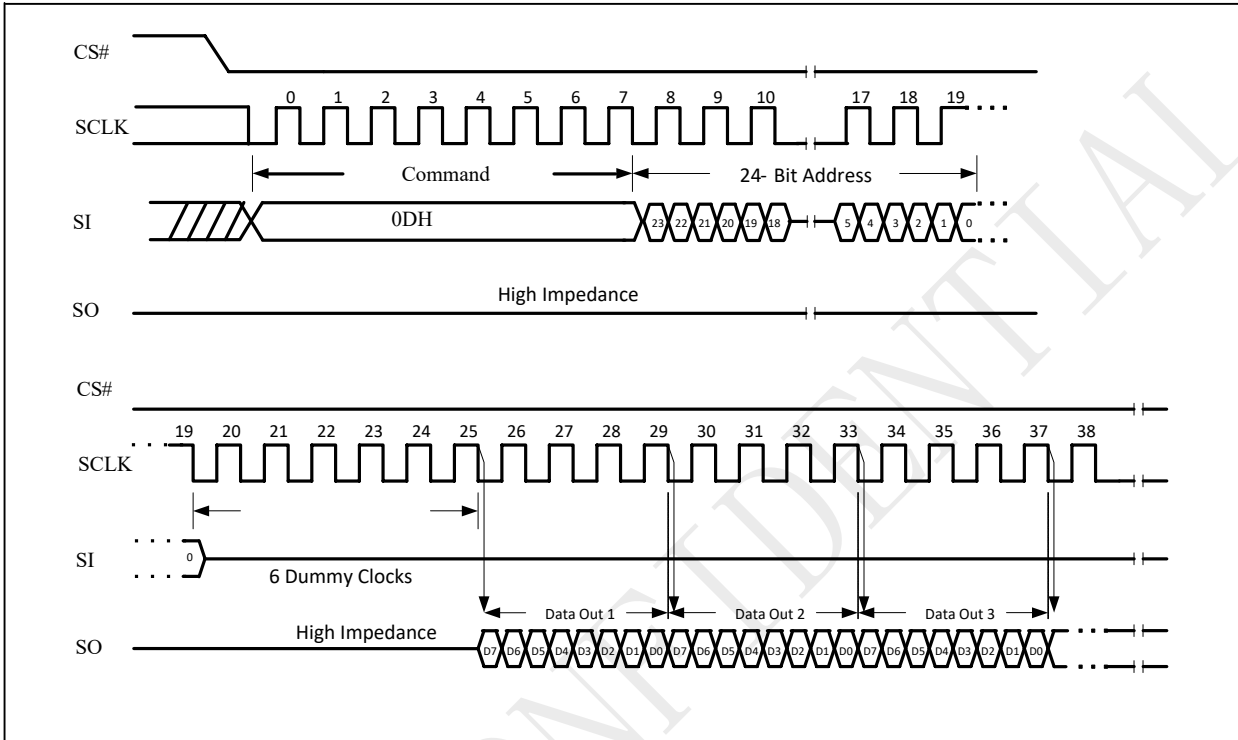 CS#
0 1 2 3 4 5 6 7 8 9 10 17 18 19
SCLK
Command 24- Bit Address
SI 0DH 23 22 21 20 19 18 5 4 3 2 1 0
High Impedance
SO
CS#
19 20 21 22 23 24 25 26 27 28 29 30 31 32 33 34 35 36 37 38
SCLK
SI 0
6 Dummy Clocks
Data Out 1 Data Out 2 Data Out 3
High Impedance
SO D7 D6 D5 D4 D3 D2 D1 D0 D7 D6 D5 D4 D3 D2 D1 D0 D7 D6 D5 D4 D3 D2 D1 D0
NFIDENTIAI